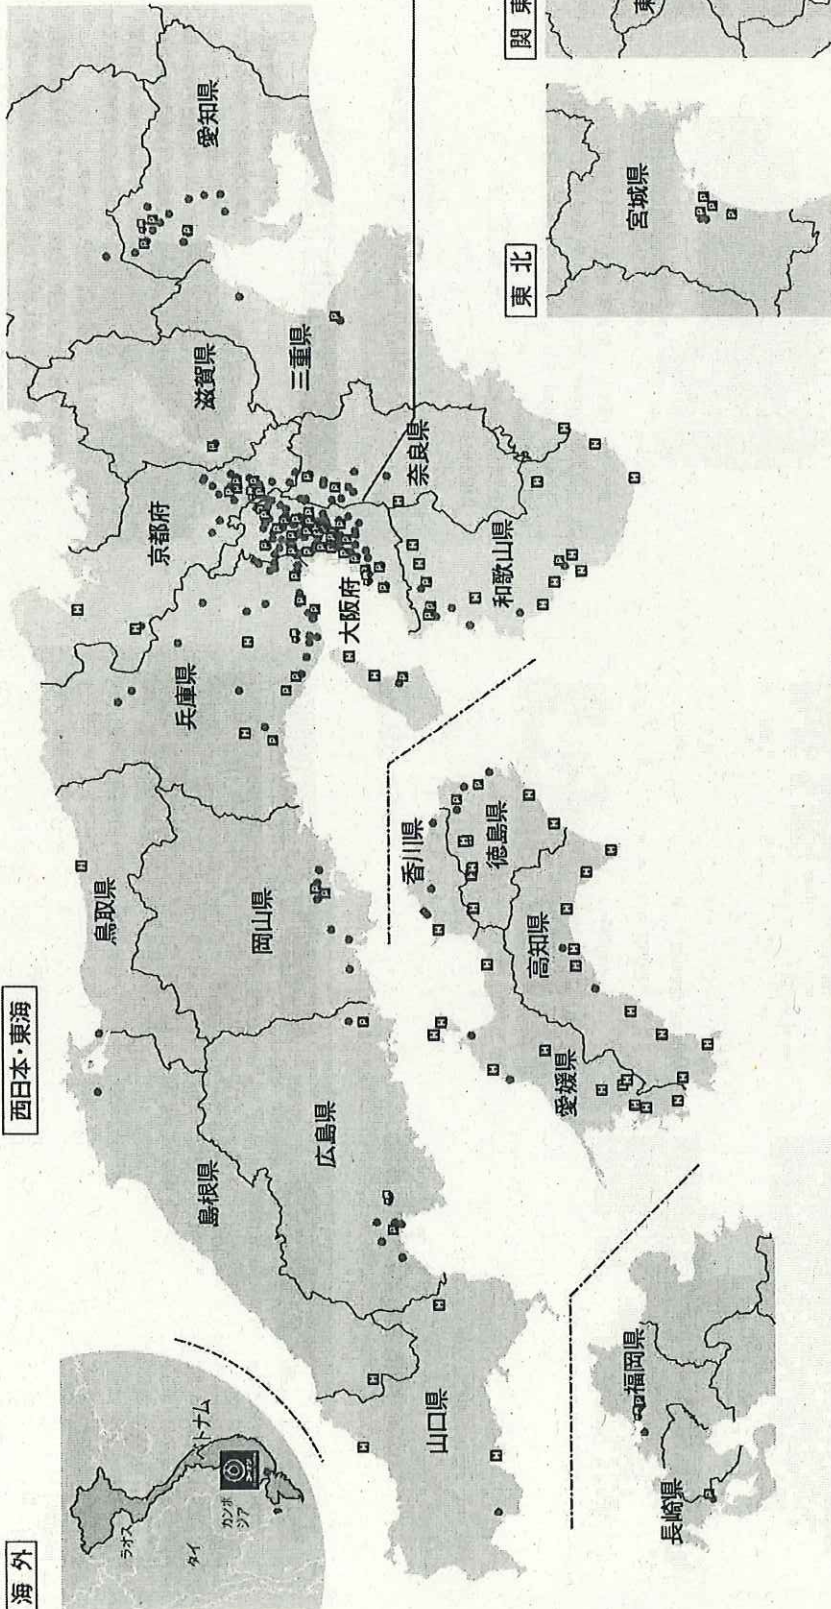 海外
ラオス
タイ
カンボ
ジア
ベトナム
西日本・東海
鳥取県
島根県
岡山県
広島県
山口県
兵庫県
京都府
滋賀県
愛知県
三重県
大阪府
奈良県
和歌山県
香川県
徳島県
高知県
愛媛県
福岡県
長崎県
東北
宮城県
関東
東